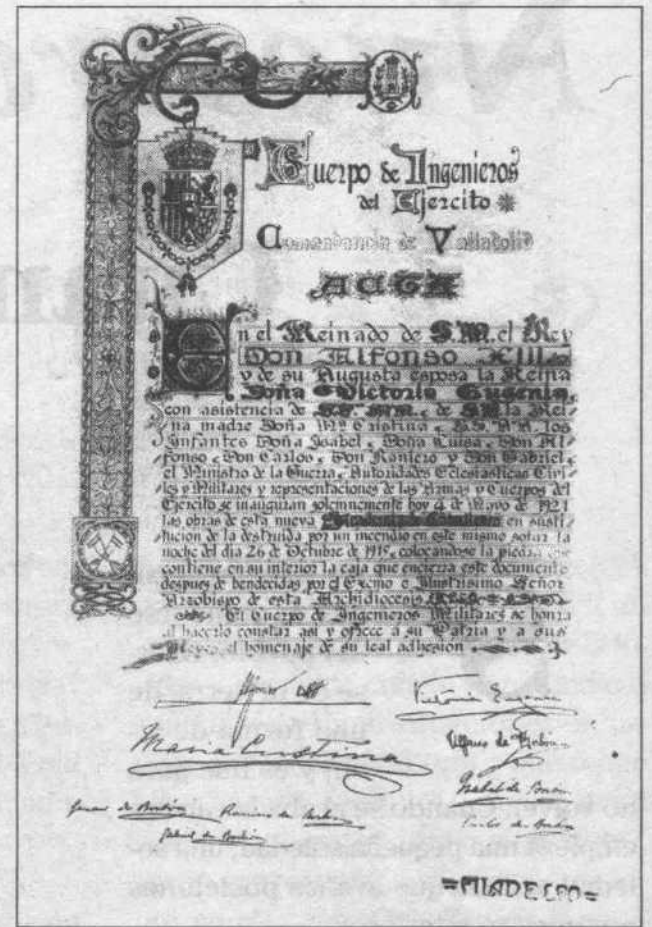 Cuerpo de Ingenieros
del Ejercito
Comandancia de Valladolid
ACTA
En el Reinado de S.M. el Rey
Don Alfonso XIII
y de su Augusta esposa la Reina
Doña Victoria Eugenia,
con asistencia de SS. MM. de S.M. la Rei-
na madre Doña Mª Cristina, SS. A.A. los
Infantes Doña Isabel, Doña Luisa, Don Al-
fonso, Don Carlos, Don Raniero y Don Gabriel,
el Ministro de la Guerra, Autoridades Eclesiasticas Civi-
les y Militares y representaciones de las Armas y Cuerpos del
Ejercito se inauguran solemnemente hoy 4 de Mayo de 1921
las obras de esta nueva Academia de Caballeria en susti-
tucion de la destruida por un incendio en este mismo solar la
noche del dia 26 de Octubre de 1915, colocandose la piedra que
contiene en su interior la caja que encierra este documento
despues de bendecidas por el Excmo e Ilustrisimo Señor
Arzobispo de esta Archidiocesis
El Cuerpo de Ingenieros Militares se honra
al hacerlo constar asi y ofrece a su Patria y a sus
Reyes, el homenaje de su leal adhesion
Alfonso XIII
Victoria Eugenia
Maria Cristina
Alfonso de Borbón
Isabel de Borbón
Raniero de Borbón
Carlos de Borbón
Gabriel de Borbón
=FILADELFO=